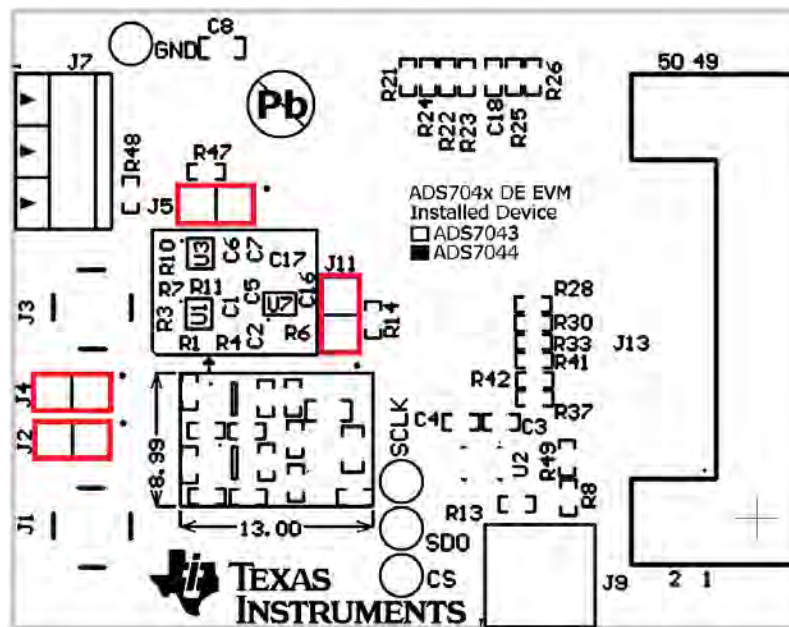 C8
GND
J7
50 49
R21
R24
R22
R23
C18
R25
R26
Pb
R48
R47
J5
ADS704x DE EVM
Installed Device
ADS7043
ADS7044
R10
U3
C6
C7
C17
J11
R7
R11
C5
U7
C16
R3
U1
C1
R14
R1
R4
C2
R6
J3
R28
R30
R33
R41
J13
R42
R37
J4
J2
8.99
C4
C3
SCLK
U2
R49
R8
R13
J1
13.00
SDO
CS
TEXAS
INSTRUMENTS
J9
2 1